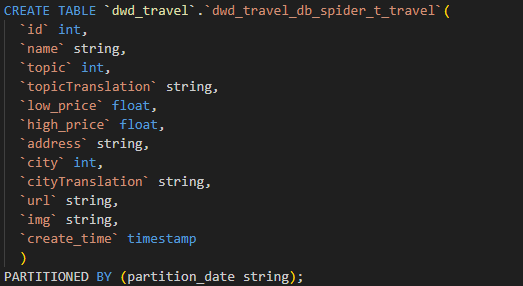 CREATE TABLE `dwd_travel`.`dwd_travel_db_spider_t_travel`(
  `id` int,
  `name` string,
  `topic` int,
  `topicTranslation` string,
  `low_price` float,
  `high_price` float,
  `address` string,
  `city` int,
  `cityTranslation` string,
  `url` string,
  `img` string,
  `create_time` timestamp
  )
PARTITIONED BY (partition_date string);